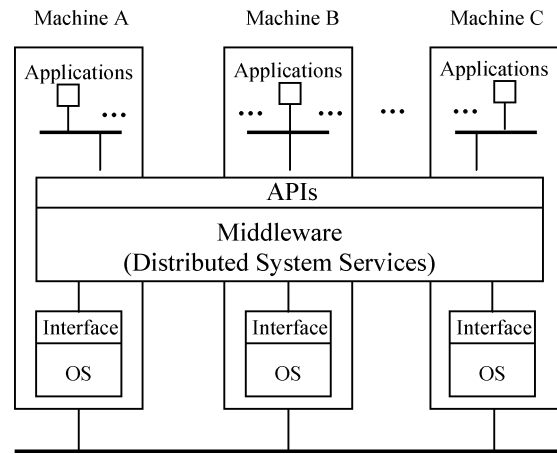 Machine A
Machine B
Machine C
Applications
Applications
Applications
...
...
...
...
...
APIs
Middleware
(Distributed System Services)
Interface
Interface
Interface
OS
OS
OS